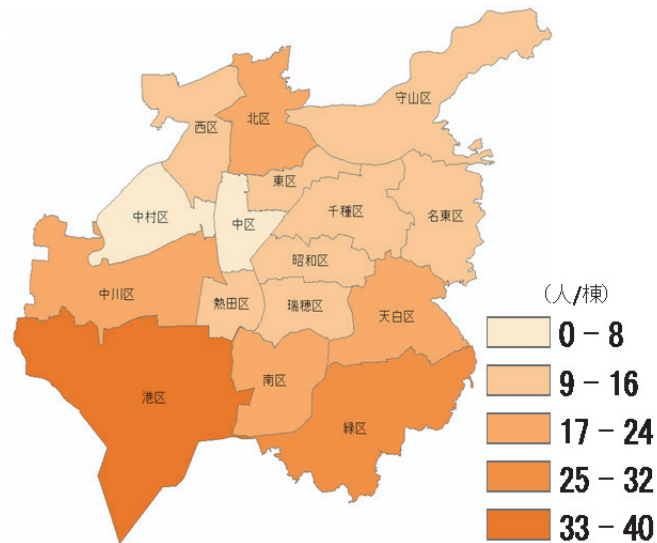 守山区
北区
西区
東区
千種区
名東区
中村区
中区
昭和区
中川区
熱田区
瑞穂区
天白区
南区
港区
緑区
(人/棟)
0 - 8
9 - 16
17 - 24
25 - 32
33 - 40